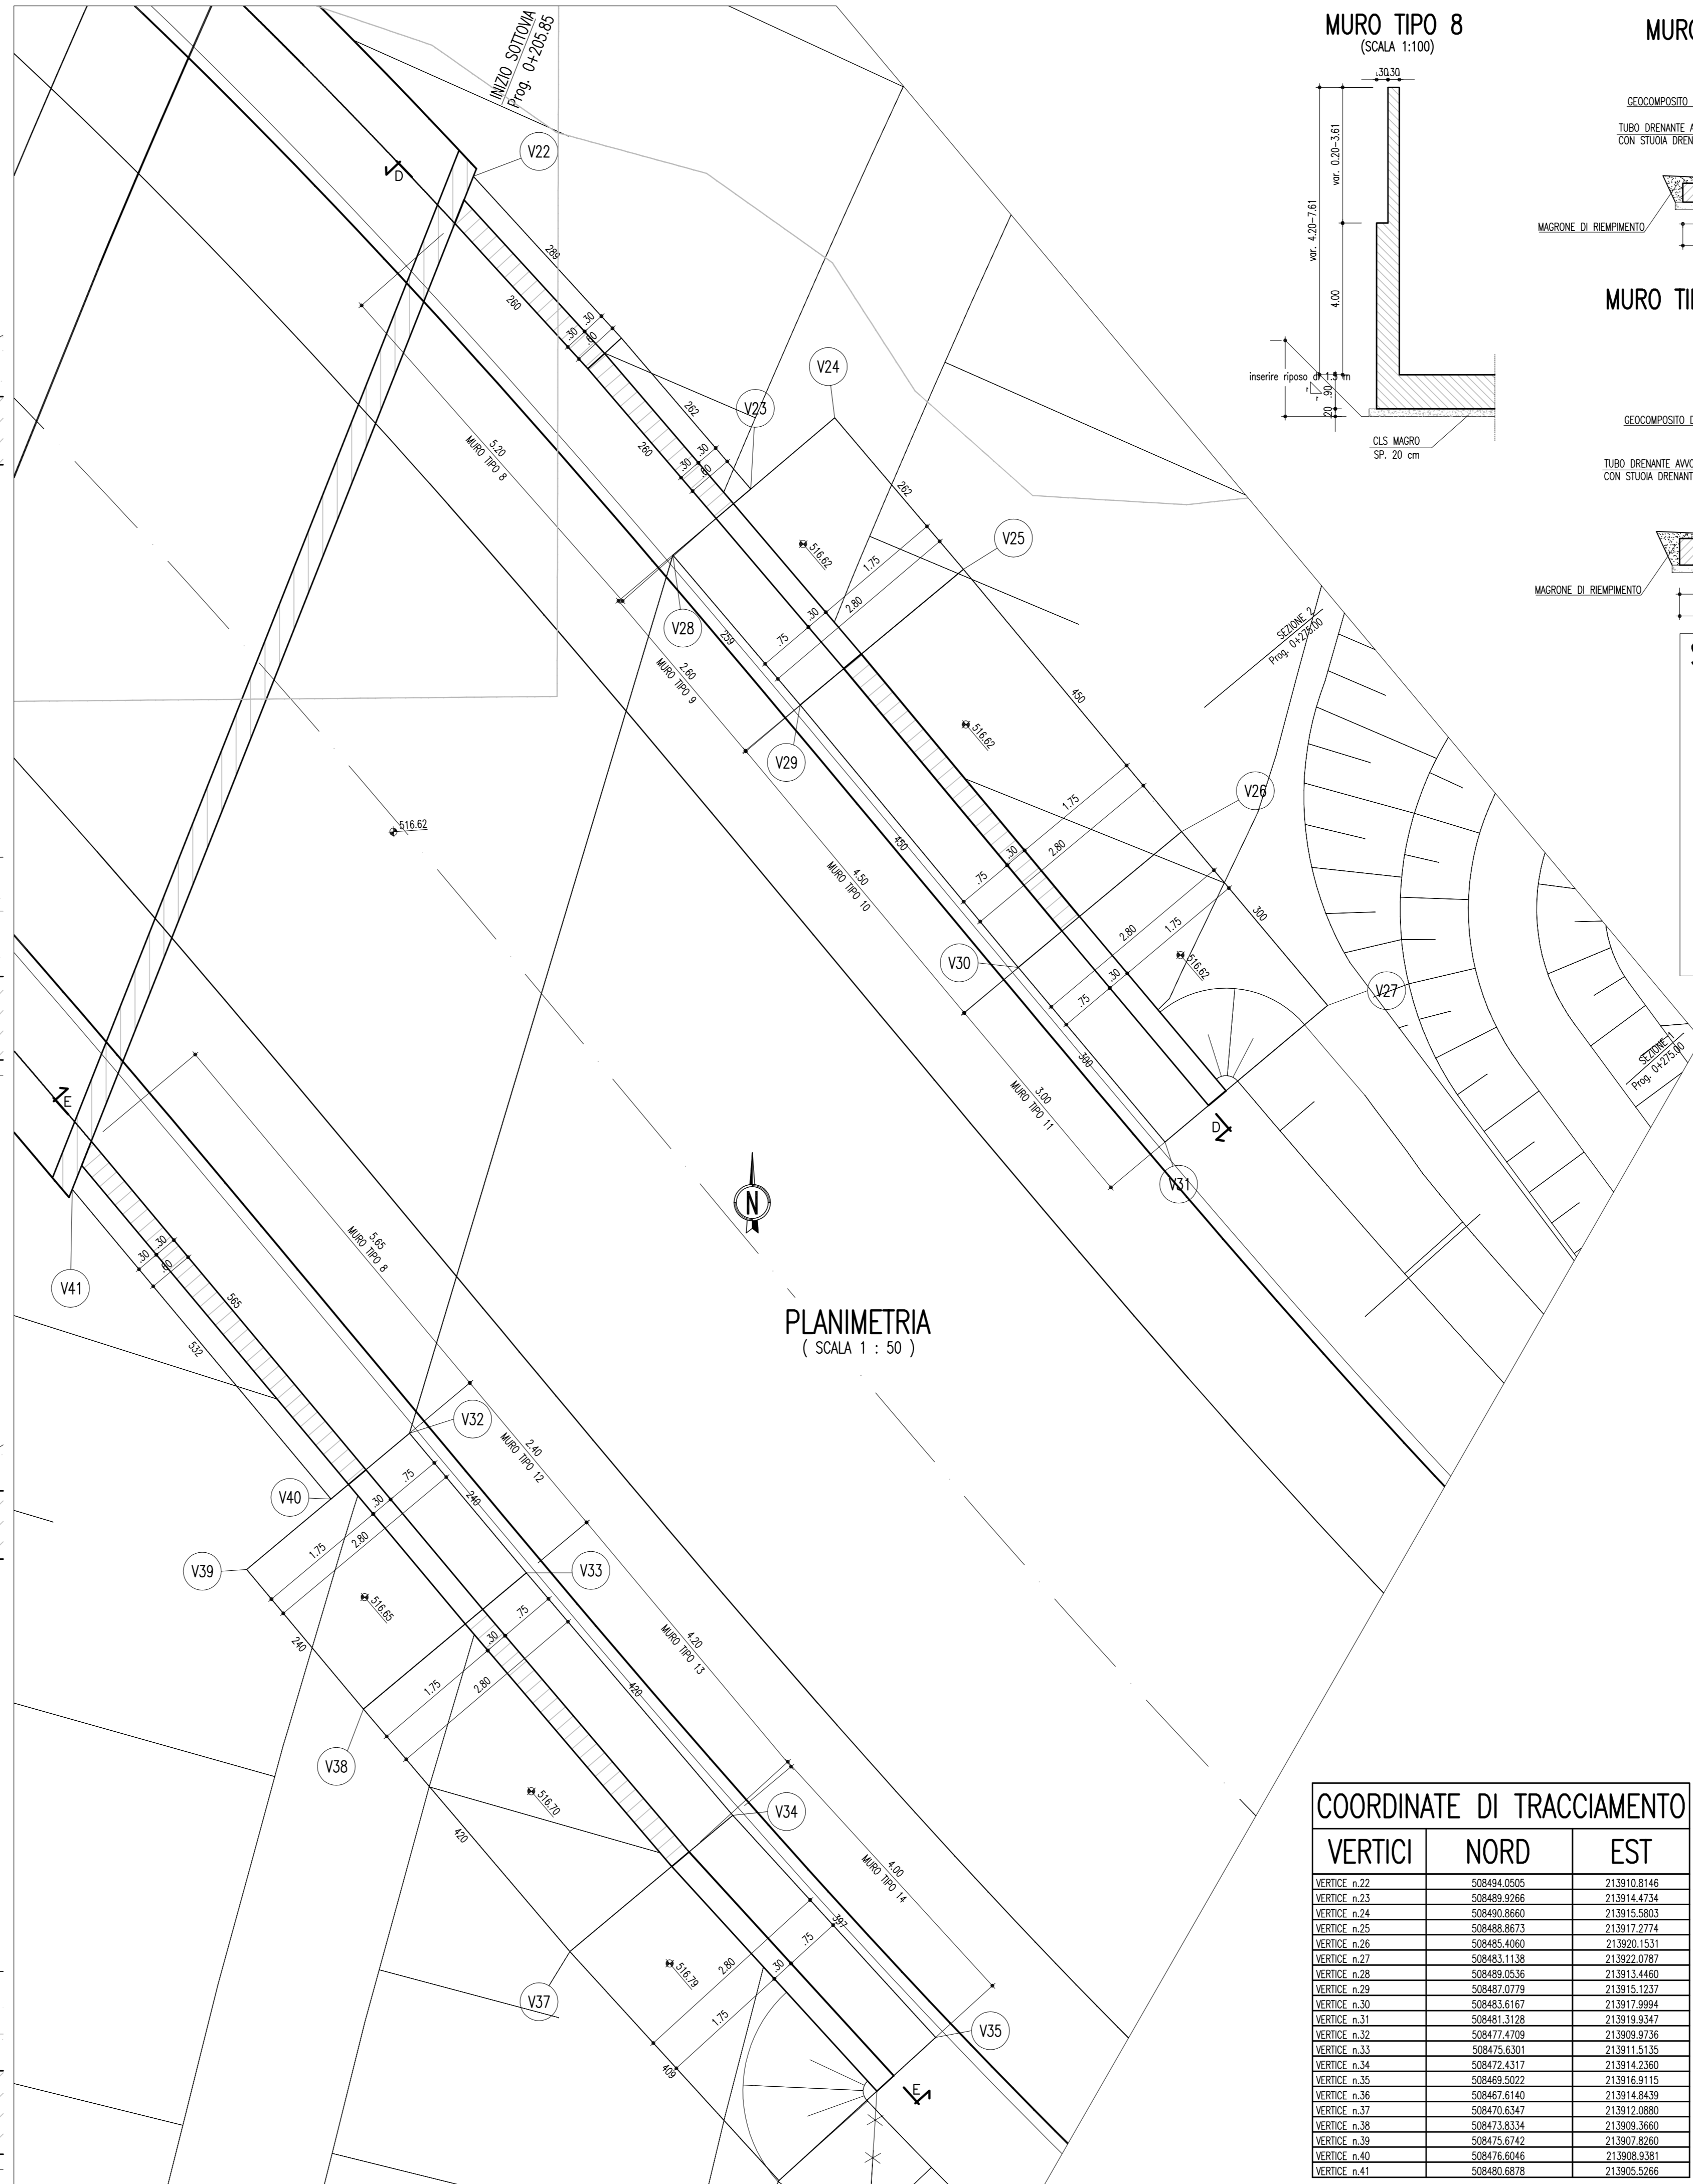 INIZIO SOTTOVIA
Prog. 0+205.85
V22
D
289
260
.30
.30
.60
5.20
MURO TIPO 8
262
260
.30
.30
.60
V23
V24
262
516.62
1.75
.30
2.80
.75
V25
V28
259
2.60
MURO TIPO 9
V29
516.62
450
SEZIONE 2
Prog. 0+275.00
516.62
450
4.50
MURO TIPO 10
1.75
.30
2.80
.75
V26
2.80
1.75
300
V30
.30
.75
516.62
V27
300
3.00
MURO TIPO 11
D
V31
SEZIONE 1
Prog. 0+275.00
E
V41
.30
.30
.60
565
532
5.65
MURO TIPO 8
N
PLANIMETRIA
( SCALA 1 : 50 )
V32
2.40
MURO TIPO 12
240
.75
.30
V40
V39
1.75
2.80
516.65
240
V33
.75
.30
1.75
2.80
V38
4.20
MURO TIPO 13
420
516.70
420
V34
4.00
MURO TIPO 14
397
.75
.30
2.80
1.75
516.79
V37
V35
409
E
MURO TIPO 8
(SCALA 1:100)
.30.30
var. 0.20-3.61
var. 4.20-7.61
4.00
inserire riposo di 1.5 m
.90
.20
CLS MAGRO
SP. 20 cm
MURO
GEOCOMPOSITO
TUBO DRENANTE A
CON STUOIA DREN
MAGRONE DI RIEMPIMENTO
MURO TI
GEOCOMPOSITO D
TUBO DRENANTE AVVO
CON STUOIA DRENANT
MAGRONE DI RIEMPIMENTO
COORDINATE DI TRACCIAMENTO
VERTICI NORD EST
VERTICE n.22 508494.0505 213910.8146
VERTICE n.23 508489.9266 213914.4734
VERTICE n.24 508490.8660 213915.5803
VERTICE n.25 508488.8673 213917.2774
VERTICE n.26 508485.4060 213920.1531
VERTICE n.27 508483.1138 213922.0787
VERTICE n.28 508489.0536 213913.4460
VERTICE n.29 508487.0779 213915.1237
VERTICE n.30 508483.6167 213917.9994
VERTICE n.31 508481.3128 213919.9347
VERTICE n.32 508477.4709 213909.9736
VERTICE n.33 508475.6301 213911.5135
VERTICE n.34 508472.4317 213914.2360
VERTICE n.35 508469.5022 213916.9115
VERTICE n.36 508467.6140 213914.8439
VERTICE n.37 508470.6347 213912.0880
VERTICE n.38 508473.8334 213909.3660
VERTICE n.39 508475.6742 213907.8260
VERTICE n.40 508476.6046 213908.9381
VERTICE n.41 508480.6878 213905.5266